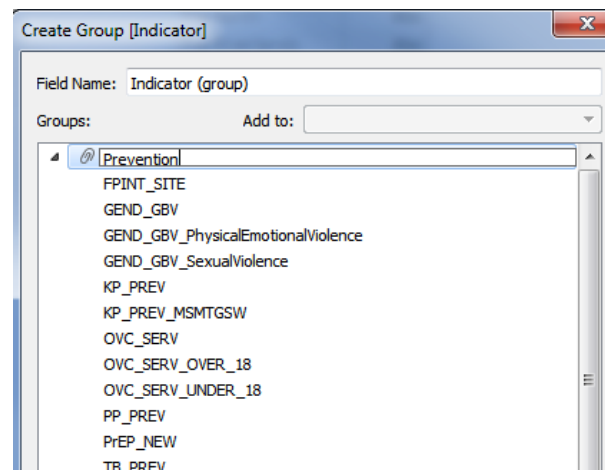 Create Group [Indicator]
Field Name: Indicator (group)
Groups: Add to:
Prevention
FPINT_SITE
GEND_GBV
GEND_GBV_PhysicalEmotionalViolence
GEND_GBV_SexualViolence
KP_PREV
KP_PREV_MSMTGSW
OVC_SERV
OVC_SERV_OVER_18
OVC_SERV_UNDER_18
PP_PREV
PrEP_NEW
TB_PREV